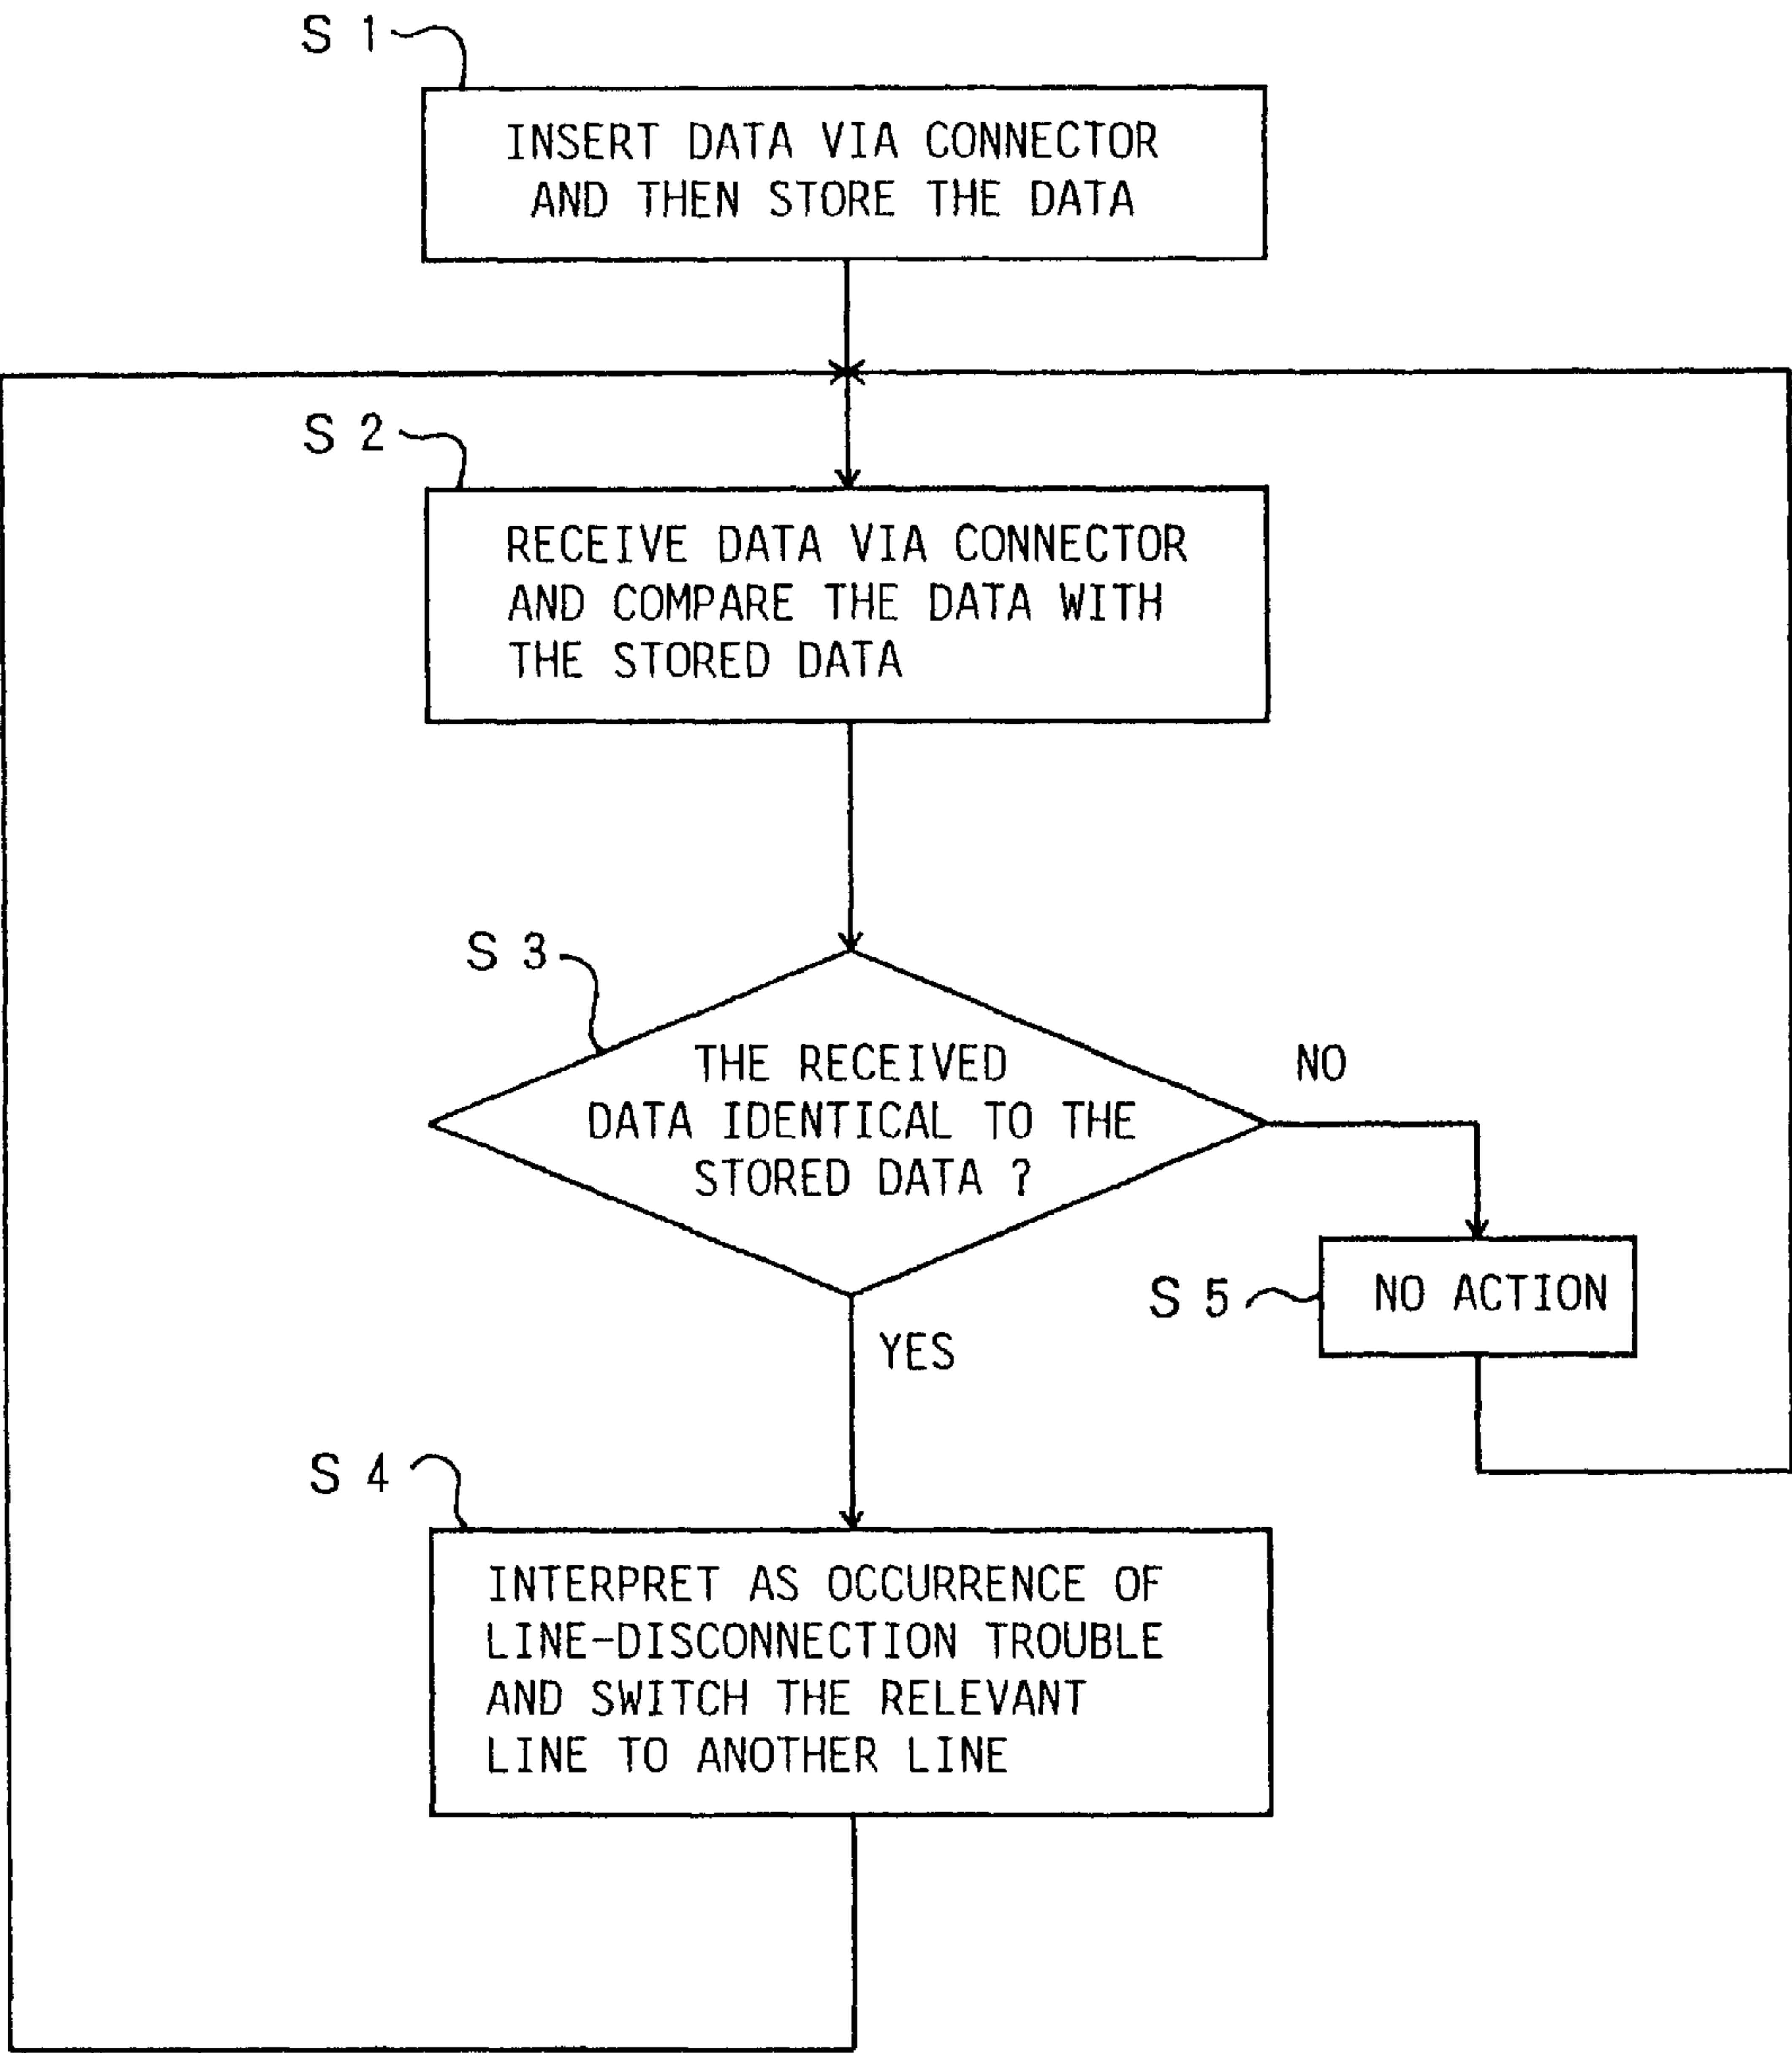 S 1
INSERT DATA VIA CONNECTOR
AND THEN STORE THE DATA
S 2
RECEIVE DATA VIA CONNECTOR
AND COMPARE THE DATA WITH
THE STORED DATA
S 3
THE RECEIVED
DATA IDENTICAL TO THE
STORED DATA ?
NO
S 5
NO ACTION
YES
S 4
INTERPRET AS OCCURRENCE OF
LINE-DISCONNECTION TROUBLE
AND SWITCH THE RELEVANT
LINE TO ANOTHER LINE